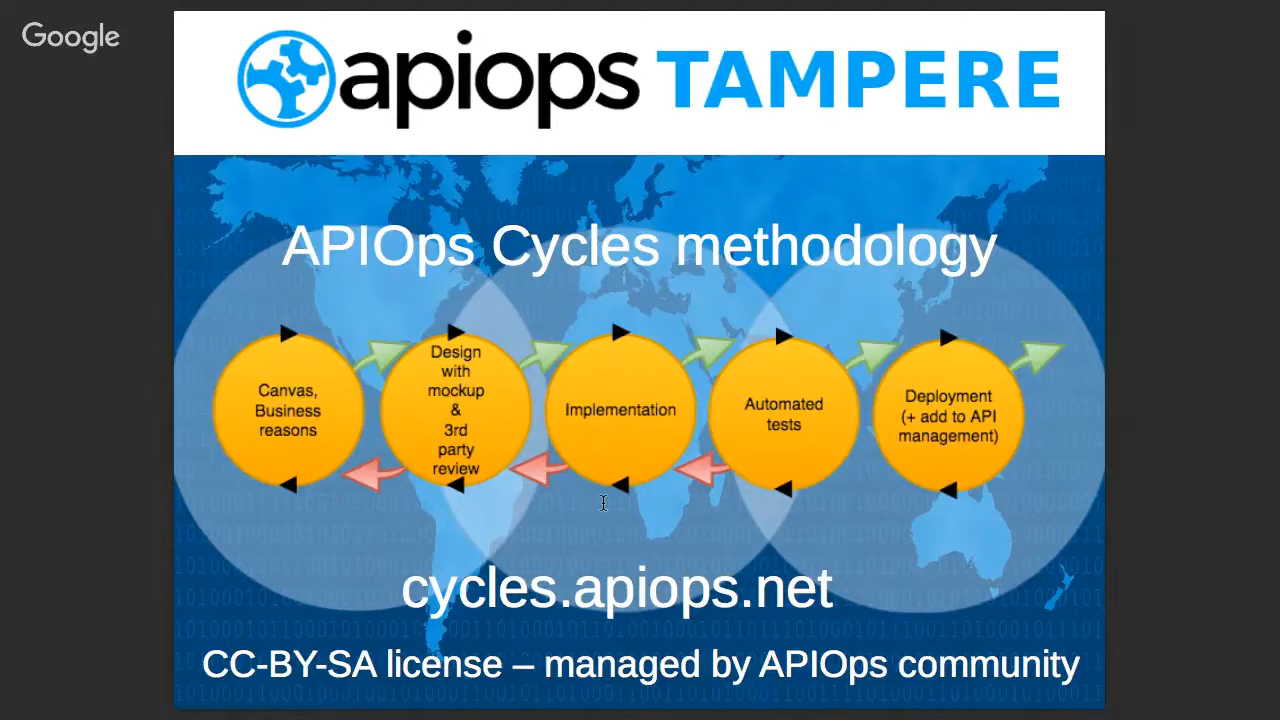 Google
apiops TAMPERE
APIOps Cycles methodology
Canvas,
Business
reasons
Design
with
mockup
&
3rd
party
review
Implementation
Automated
tests
Deployment
(+ add to API
management)
cycles.apiops.net
CC-BY-SA license – managed by APIOps community